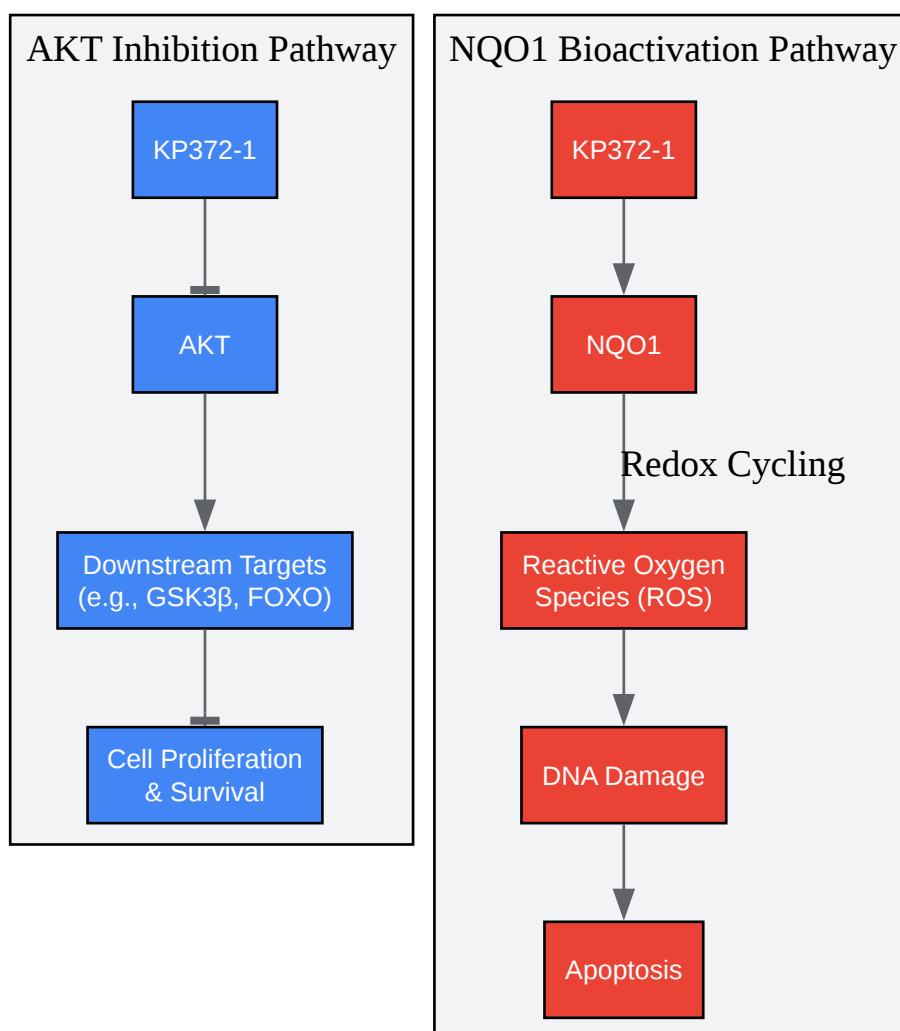 AKT Inhibition Pathway
KP372-1
AKT
Downstream Targets
(e.g., GSK3β, FOXO)
Cell Proliferation
& Survival
NQO1 Bioactivation Pathway
KP372-1
NQO1
Redox Cycling
Reactive Oxygen
Species (ROS)
DNA Damage
Apoptosis